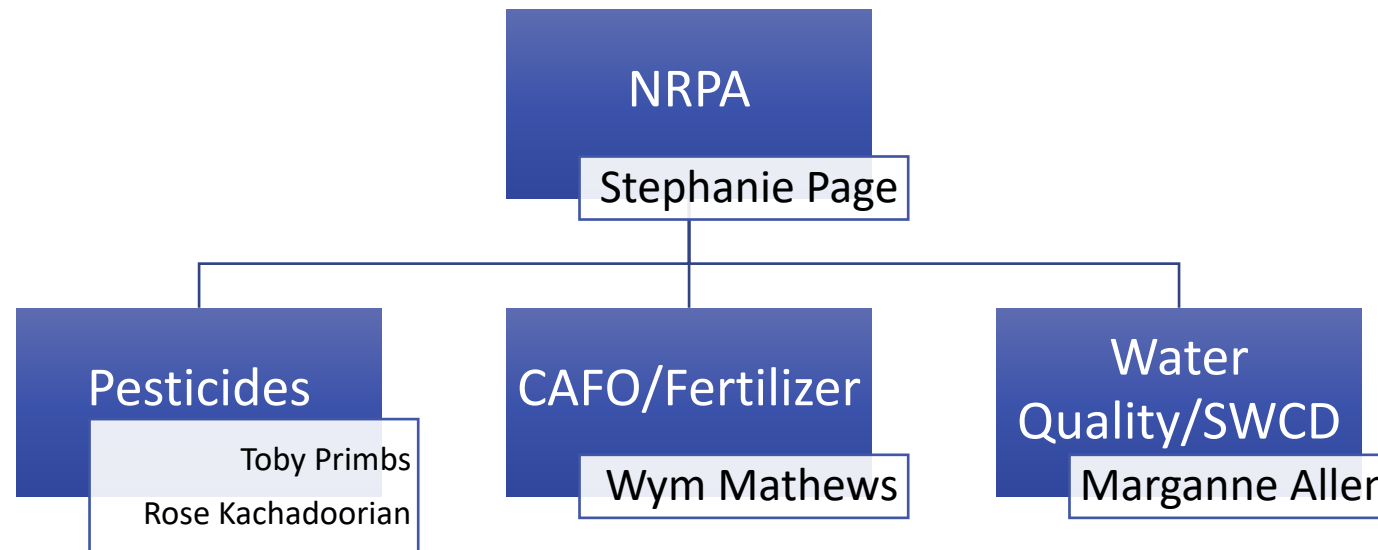 NRPA
Stephanie Page
Pesticides
Toby Primbs
Rose Kachadoorian
CAFO/Fertilizer
Wym Mathews
Water
Quality/SWCD
Marganne Allen